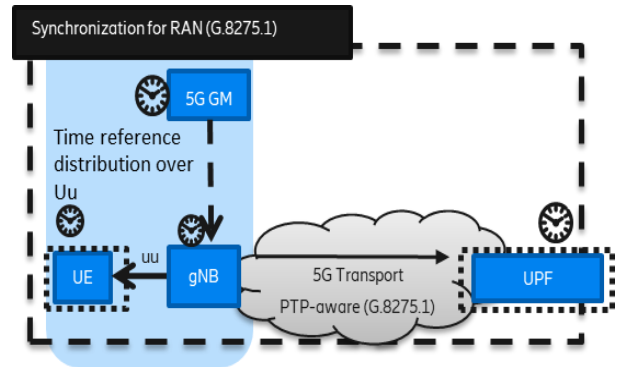 Synchronization for RAN (G.8275.1)
5G GM
Time reference
distribution over
Uu
UE
uu
gNB
5G Transport
PTP-aware (G.8275.1)
UPF